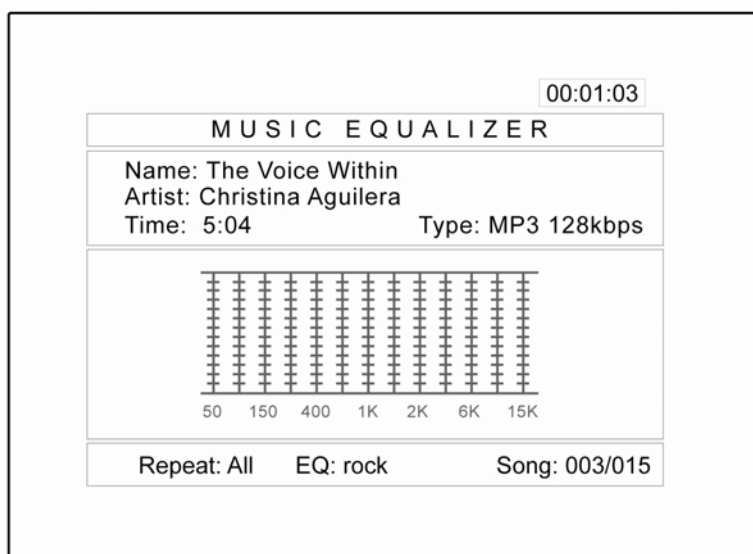 00:01:03
MUSIC EQUALIZER
Name: The Voice Within
Artist: Christina Aguilera
Time: 5:04 Type: MP3 128kbps
50 150 400 1K 2K 6K 15K
Repeat: All EQ: rock Song: 003/015